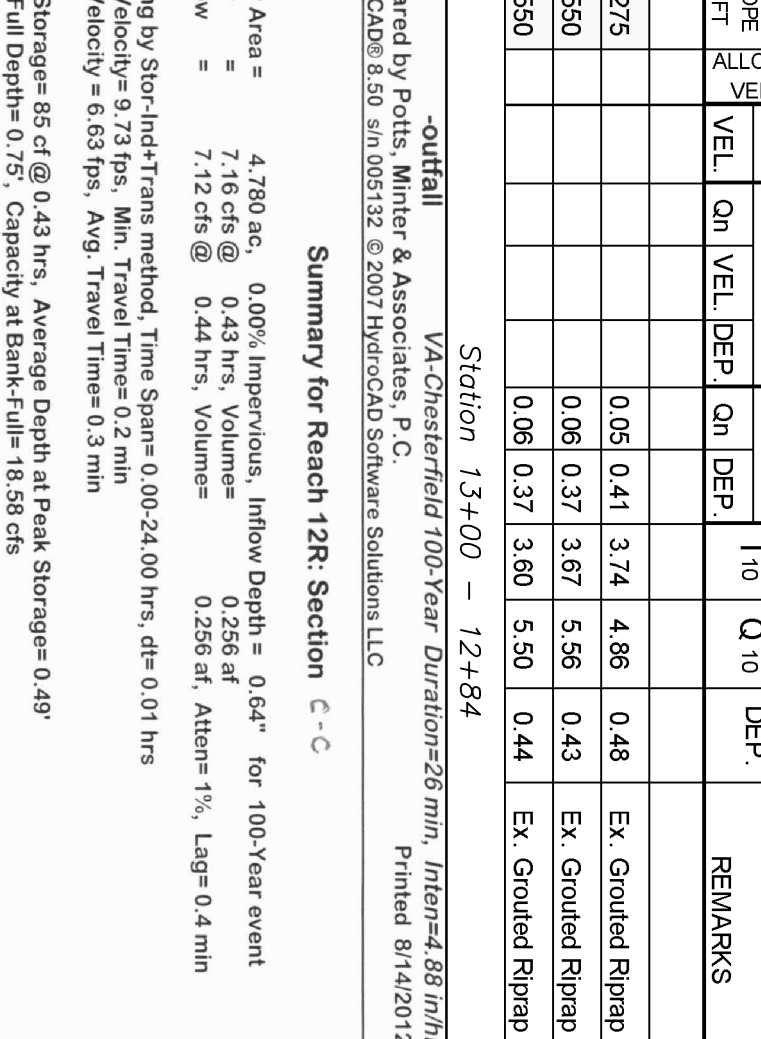 OPE ALLO VEL. Qn VEL. DEP. Qn DEP. I 10 Q 10 DEP. REMARKS
FT VEL
275 0.05 0.41 3.74 4.86 0.48 Ex. Grouted Riprap
550 0.06 0.37 3.67 5.56 0.43 Ex. Grouted Riprap
550 0.06 0.37 3.60 5.50 0.44 Ex. Grouted Riprap
Station 13+00 - 12+84
-outfall VA-Chesterfield 100-Year Duration=26 min, Inten=4.88 in/hr
ared by Potts, Minter & Associates, P.C. Printed 8/14/2012
CAD® 8.50 s/n 005132 © 2007 HydroCAD Software Solutions LLC
Summary for Reach 12R: Section C-C
Area = 4.780 ac, 0.00% Impervious, Inflow Depth = 0.64" for 100-Year event
= 7.16 cfs @ 0.43 hrs, Volume= 0.256 af
w = 7.12 cfs @ 0.44 hrs, Volume= 0.256 af, Atten= 1%, Lag= 0.4 min
ng by Stor-Ind+Trans method, Time Span= 0.00-24.00 hrs, dt= 0.01 hrs
Velocity= 9.73 fps, Min. Travel Time= 0.2 min
Velocity = 6.63 fps, Avg. Travel Time= 0.3 min
Storage= 85 cf @ 0.43 hrs, Average Depth at Peak Storage= 0.49'
Full Depth= 0.75', Capacity at Bank-Full= 18.58 cfs